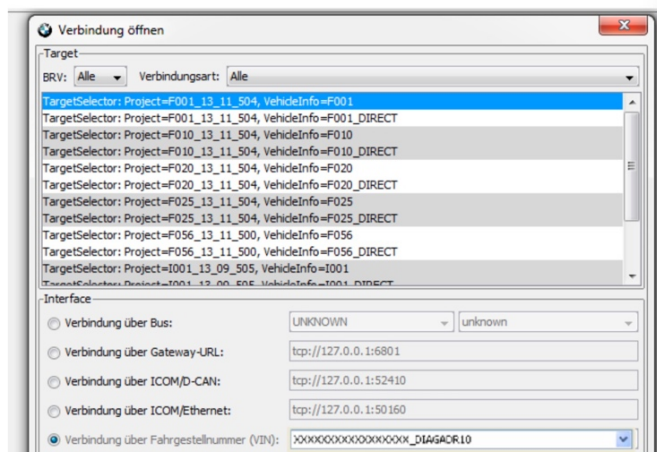 Verbindung öffnen
Target
BRV: Alle Verbindungsart: Alle
TargetSelector: Project=F001_13_11_504, VehicleInfo=F001
TargetSelector: Project=F001_13_11_504, VehicleInfo=F001_DIRECT
TargetSelector: Project=F010_13_11_504, VehicleInfo=F010
TargetSelector: Project=F010_13_11_504, VehicleInfo=F010_DIRECT
TargetSelector: Project=F020_13_11_504, VehicleInfo=F020
TargetSelector: Project=F020_13_11_504, VehicleInfo=F020_DIRECT
TargetSelector: Project=F025_13_11_504, VehicleInfo=F025
TargetSelector: Project=F025_13_11_504, VehicleInfo=F025_DIRECT
TargetSelector: Project=F056_13_11_500, VehicleInfo=F056
TargetSelector: Project=F056_13_11_500, VehicleInfo=F056_DIRECT
TargetSelector: Project=I001_13_09_505, VehicleInfo=I001
TargetSelector: Project=I001_13_09_505, VehicleInfo=I001_DIRECT
Interface
Verbindung über Bus: UNKNOWN unknown
Verbindung über Gateway-URL: tcp://127.0.0.1:6801
Verbindung über ICOM/D-CAN: tcp://127.0.0.1:52410
Verbindung über ICOM/Ethernet: tcp://127.0.0.1:50160
Verbindung über Fahrgestellnummer (VIN): XXXXXXXXXXXXXXXXX_DIAGADR10